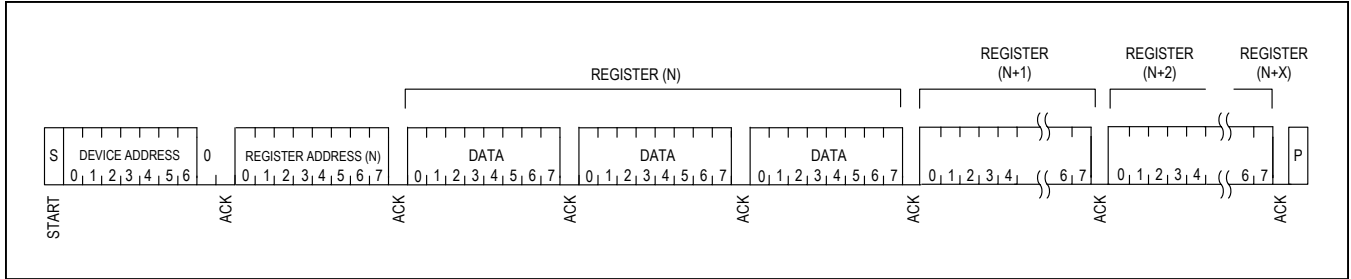 REGISTER (N)
REGISTER
(N+1)
REGISTER
(N+2)
REGISTER
(N+X)
S
DEVICE ADDRESS
0
REGISTER ADDRESS (N)
DATA
DATA
DATA
P
0 1 2 3 4 5 6
0 1 2 3 4 5 6 7
0 1 2 3 4 5 6 7
0 1 2 3 4 5 6 7
0 1 2 3 4 5 6 7
0 1 2 3 4 6 7
0 1 2 3 4 6 7
START
ACK
ACK
ACK
ACK
ACK
ACK
ACK